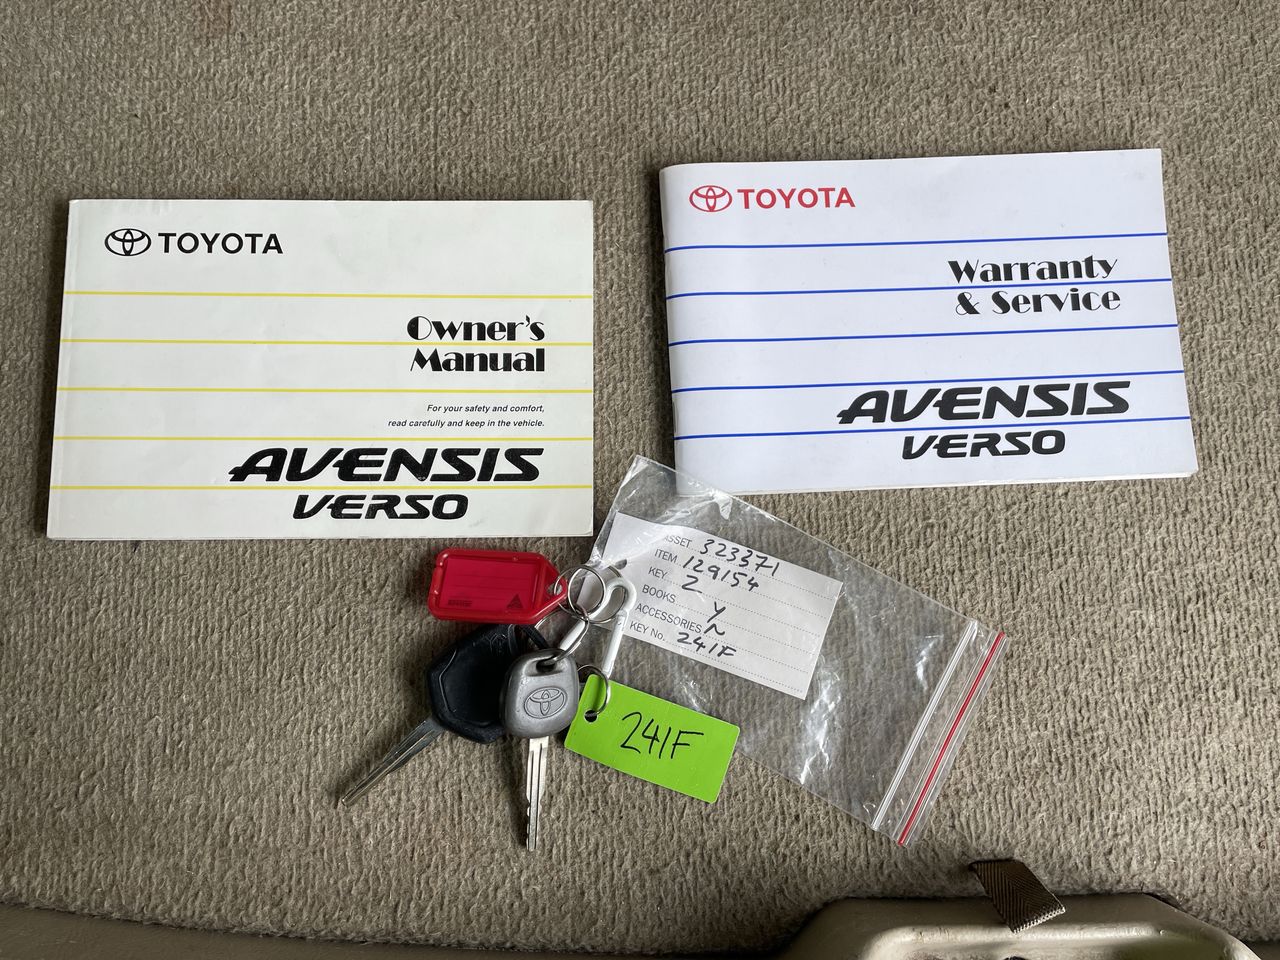 TOYOTA
Owner's
Manual
For your safety and comfort,
read carefully and keep in the vehicle.
AVENSIS
VERSO
TOYOTA
Warranty
& Service
AVENSIS
VERSO
ASSET 323371
ITEM 129154
KEY 2
BOOKS Y
ACCESSORIES N
KEY No. 241F
241F